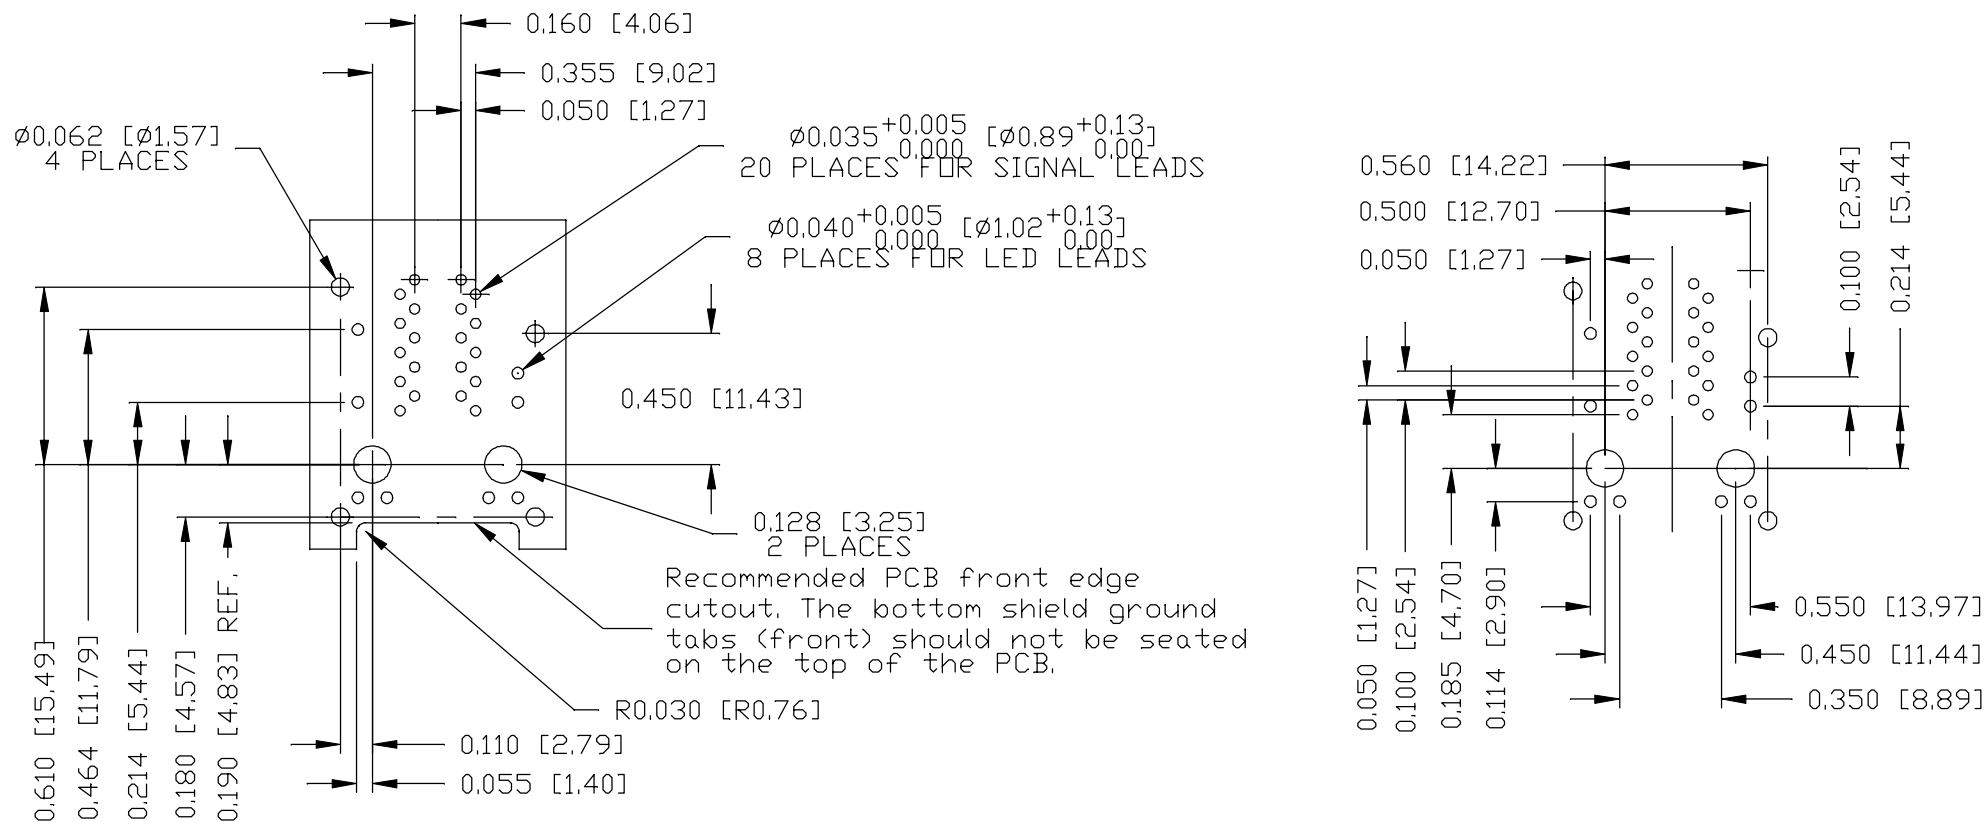 0.160 [4.06]
0.355 [9.02]
0.050 [1.27]
Ø0.062 [Ø1.57]
4 PLACES
Ø0.035 +0.005 0.000 [Ø0.89 +0.13 0.00]
20 PLACES FOR SIGNAL LEADS
Ø0.040 +0.005 0.000 [Ø1.02 +0.13 0.00]
8 PLACES FOR LED LEADS
0.450 [11.43]
0.128 [3.25]
2 PLACES
Recommended PCB front edge
cutout. The bottom shield ground
tabs (front) should not be seated
on the top of the PCB.
R0.030 [R0.76]
0.110 [2.79]
0.055 [1.40]
0.610 [15.49]
0.464 [11.79]
0.214 [5.44]
0.180 [4.57]
0.190 [4.83] REF.
0.560 [14.22]
0.500 [12.70]
0.050 [1.27]
0.100 [2.54]
0.214 [5.44]
0.050 [1.27]
0.100 [2.54]
0.185 [4.70]
0.114 [2.90]
0.550 [13.97]
0.450 [11.44]
0.350 [8.89]